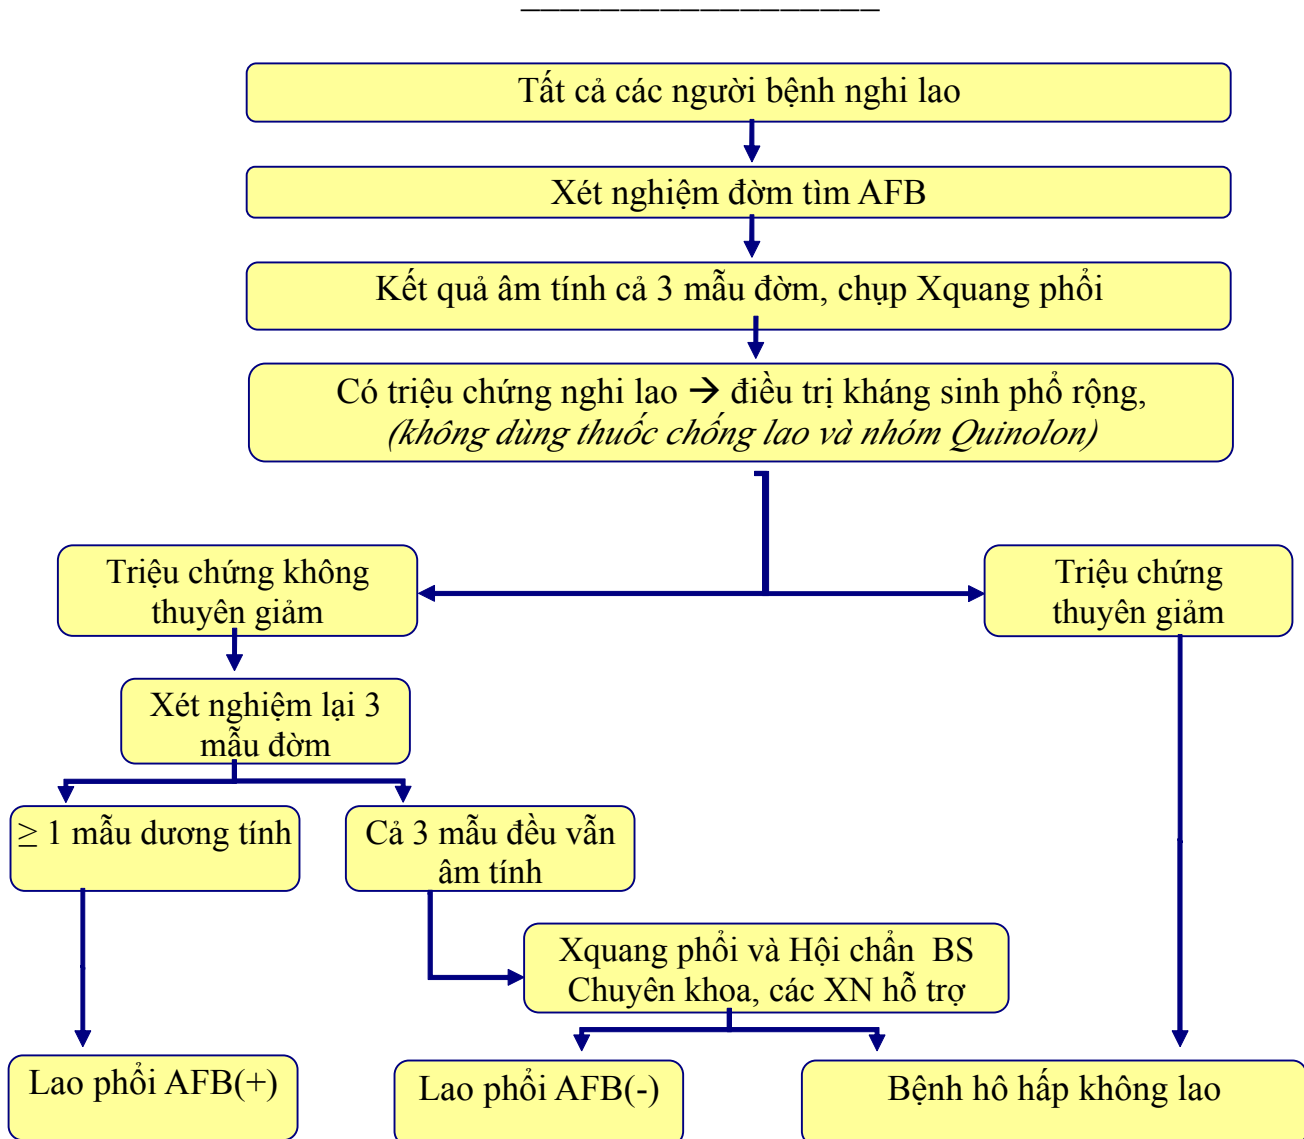 Tất cả các người bệnh nghi lao
Xét nghiệm đờm tìm AFB
Kết quả âm tính cả 3 mẫu đờm, chụp Xquang phổi
Có triệu chứng nghi lao → điều trị kháng sinh phổ rộng,
(không dùng thuốc chống lao và nhóm Quinolon)
Triệu chứng không
thuyên giảm
Triệu chứng
thuyên giảm
Xét nghiệm lại 3
mẫu đờm
≥ 1 mẫu dương tính
Cả 3 mẫu đều vẫn
âm tính
Xquang phổi và Hội chẩn BS
Chuyên khoa, các XN hỗ trợ
Lao phổi AFB(+)
Lao phổi AFB(-)
Bệnh hô hấp không lao